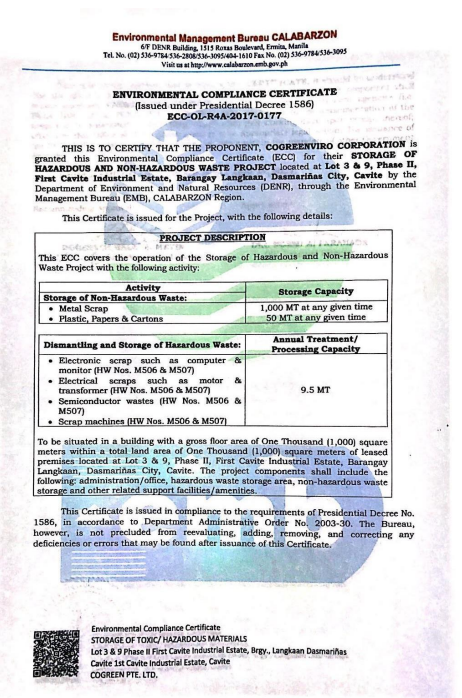 Environmental Management Bureau CALABARZON
6/F DENR Building, 1515 Roxas Boulevard, Ermita, Manila
Tel. No. (02) 536-9784/536-2808/536-3095/404-1610 Fax No. (02) 536-9784/536-3095
Visit us at http://www.calabarzon.emb.gov.ph
ENVIRONMENTAL COMPLIANCE CERTIFICATE
(Issued under Presidential Decree 1586)
ECC-OL-R4A-2017-0177
THIS IS TO CERTIFY THAT THE PROPONENT, COGREENVIRO CORPORATION is
granted this Environmental Compliance Certificate (ECC) for their STORAGE OF
HAZARDOUS AND NON-HAZARDOUS WASTE PROJECT located at Lot 3 & 9, Phase II,
First Cavite Industrial Estate, Barangay Langkaan, Dasmariñas City, Cavite by the
Department of Environment and Natural Resources (DENR), through the Environmental
Management Bureau (EMB), CALABARZON Region.
This Certificate is issued for the Project, with the following details:
PROJECT DESCRIPTION
This ECC covers the operation of the Storage of Hazardous and Non-Hazardous
Waste Project with the following activity:
Activity Storage Capacity
Storage of Non-Hazardous Waste:
• Metal Scrap 1,000 MT at any given time
• Plastic, Papers & Cartons 50 MT at any given time
Dismantling and Storage of Hazardous Waste: Annual Treatment/
Processing Capacity
• Electronic scrap such as computer &
monitor (HW Nos. M506 & M507)
• Electrical scraps such as motor &
transformer (HW Nos. M506 & M507)
• Semiconductor wastes (HW Nos. M506 &
M507)
• Scrap machines (HW Nos. M506 & M507)
9.5 MT
To be situated in a building with a gross floor area of One Thousand (1,000) square
meters within a total land area of One Thousand (1,000) square meters of leased
premises located at Lot 3 & 9, Phase II, First Cavite Industrial Estate, Barangay
Langkaan, Dasmariñas City, Cavite. The project components shall include the
following: administration/office, hazardous waste storage area, non-hazardous waste
storage and other related support facilities/amenities.
This Certificate is issued in compliance to the requirements of Presidential Decree No.
1586, in accordance to Department Administrative Order No. 2003-30. The Bureau,
however, is not precluded from reevaluating, adding, removing, and correcting any
deficiencies or errors that may be found after issuance of this Certificate.
Environmental Compliance Certificate
STORAGE OF TOXIC/ HAZARDOUS MATERIALS
Lot 3 & 9 Phase II First Cavite Industrial Estate, Brgy., Langkaan Dasmariñas
Cavite 1st Cavite Industrial Estate, Cavite
COGREEN PTE. LTD.